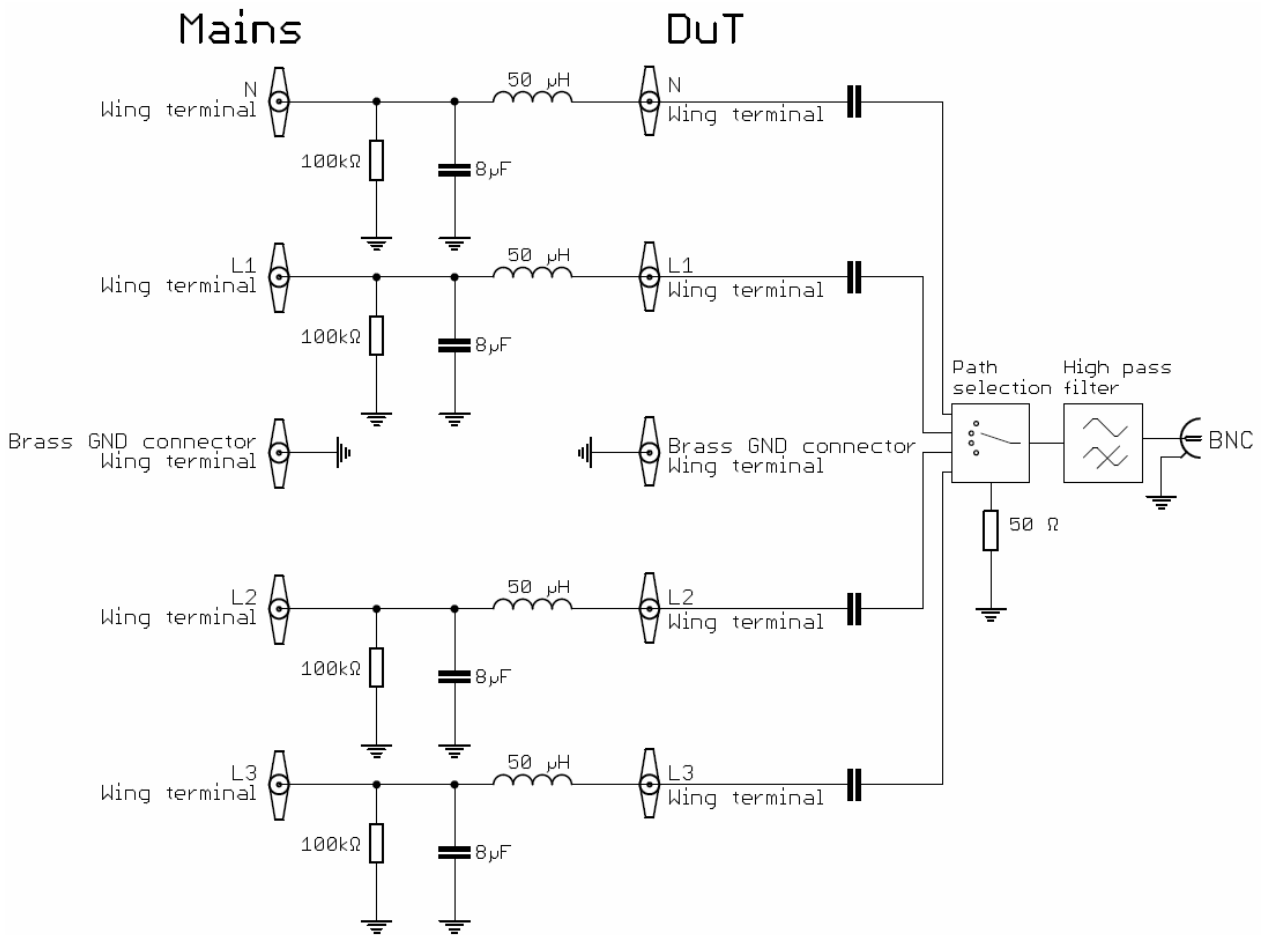 Mains
DuT
N
Wing terminal
50 µH
N
Wing terminal
100kΩ
8µF
L1
Wing terminal
50 µH
L1
Wing terminal
100kΩ
8µF
Path
selection
High pass
filter
Brass GND connector
Wing terminal
Brass GND connector
Wing terminal
BNC
50 Ω
L2
Wing terminal
50 µH
L2
Wing terminal
100kΩ
8µF
L3
Wing terminal
50 µH
L3
Wing terminal
100kΩ
8µF